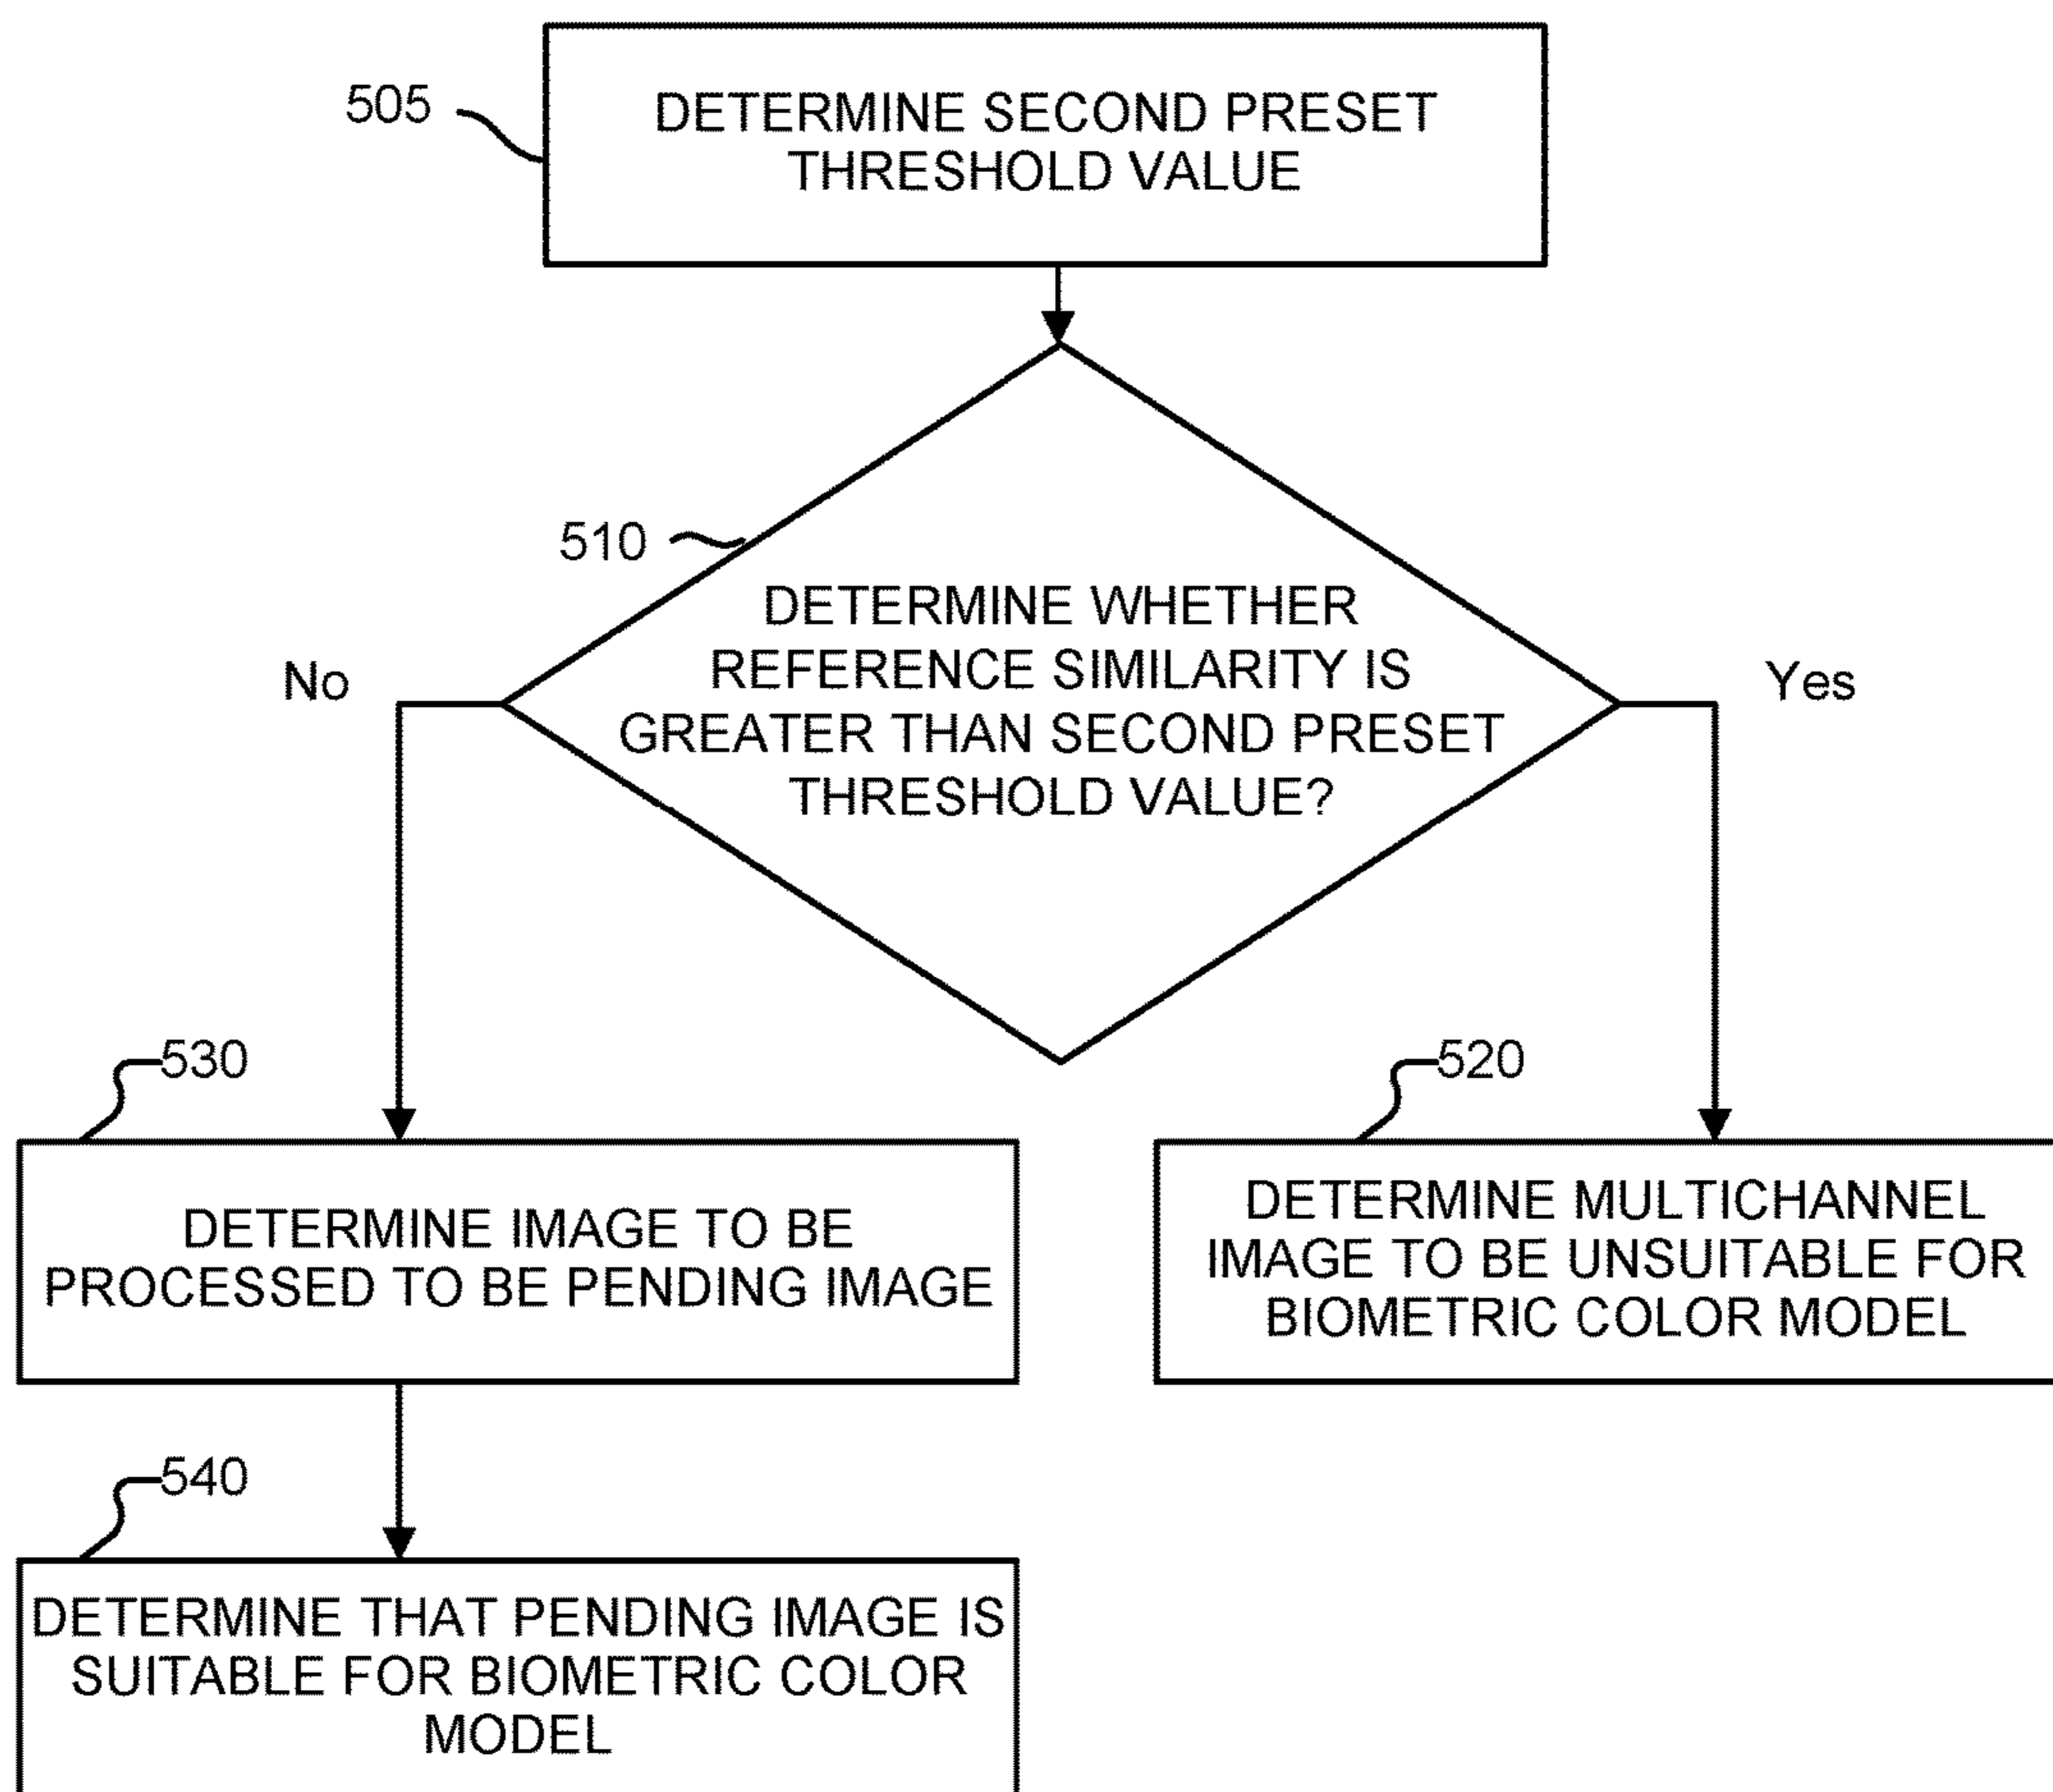 505
DETERMINE SECOND PRESET
THRESHOLD VALUE
510
DETERMINE WHETHER
REFERENCE SIMILARITY IS
GREATER THAN SECOND PRESET
THRESHOLD VALUE?
No
Yes
530
DETERMINE IMAGE TO BE
PROCESSED TO BE PENDING IMAGE
520
DETERMINE MULTICHANNEL
IMAGE TO BE UNSUITABLE FOR
BIOMETRIC COLOR MODEL
540
DETERMINE THAT PENDING IMAGE IS
SUITABLE FOR BIOMETRIC COLOR
MODEL